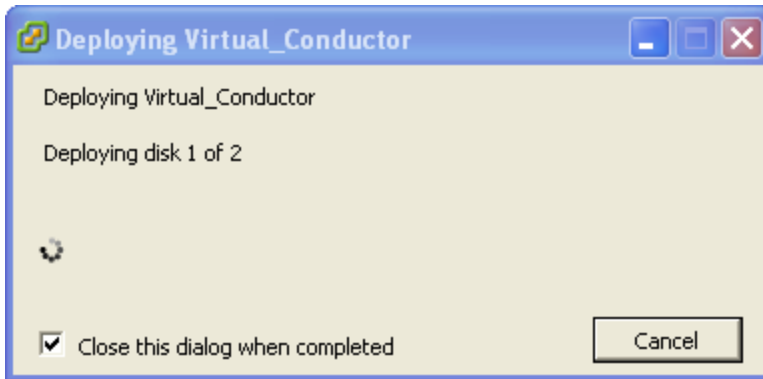 Deploying Virtual_Conductor
Deploying Virtual_Conductor
Deploying disk 1 of 2
Close this dialog when completed
Cancel